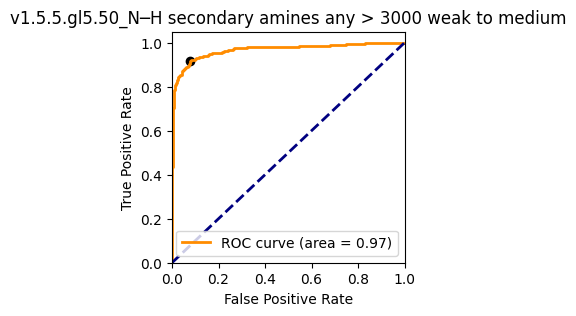 v1.5.5.gl5.50_N─H secondary amines any > 3000 weak to medium
1.0
0.8
0.6
0.4
0.2
0.0
True Positive Rate
ROC curve (area = 0.97)
0.0 0.2 0.4 0.6 0.8 1.0
False Positive Rate